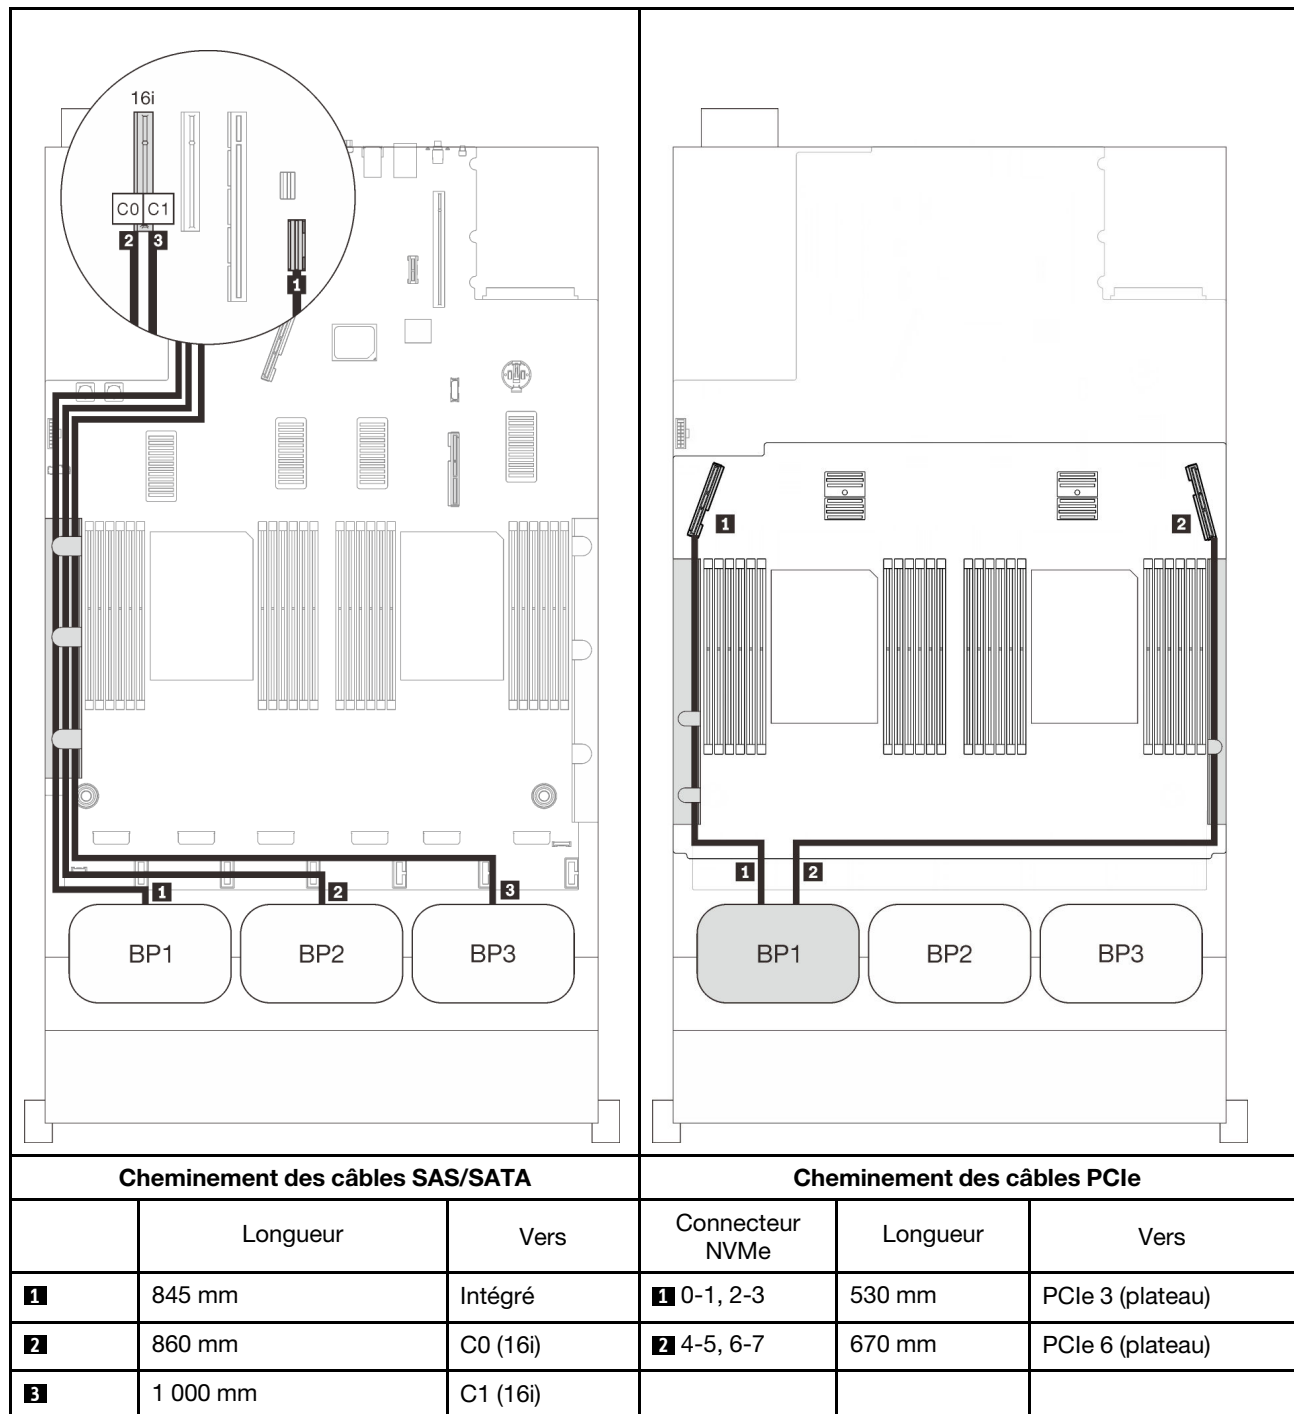 16i
C0 C1
2 3
1
1 2 3
BP1 BP2 BP3
1 2
1 2
BP1 BP2 BP3
Cheminement des câbles SAS/SATA
Cheminement des câbles PCIe
Longueur Vers
Connecteur NVMe Longueur Vers
1 845 mm Intégré
1 0-1, 2-3 530 mm PCIe 3 (plateau)
2 860 mm C0 (16i)
2 4-5, 6-7 670 mm PCIe 6 (plateau)
3 1 000 mm C1 (16i)